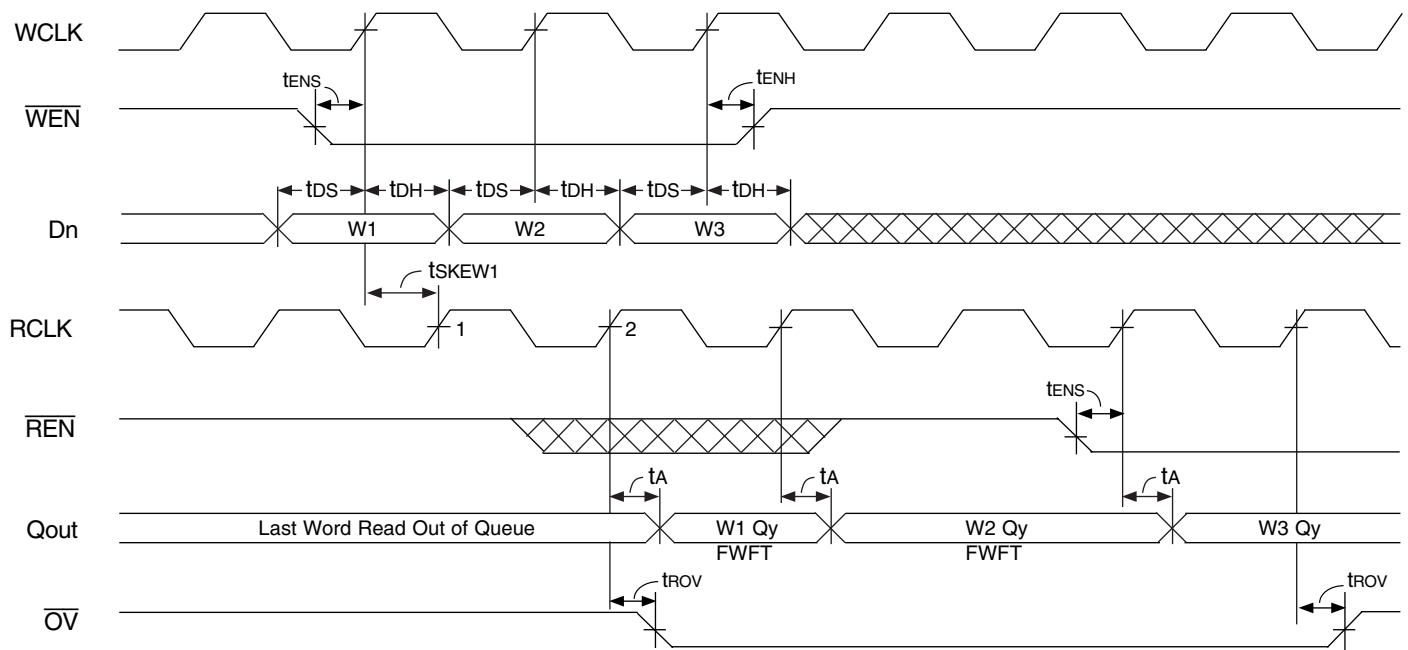 WCLK
tENS
tENH
WEN
tDS tDH tDS tDH tDS tDH
Dn W1 W2 W3
tSKEW1
RCLK 1 2
tENS
REN
tA tA tA
Qout Last Word Read Out of Queue W1 Qy W2 Qy W3 Qy
FWFT FWFT
tROV tROV
OV